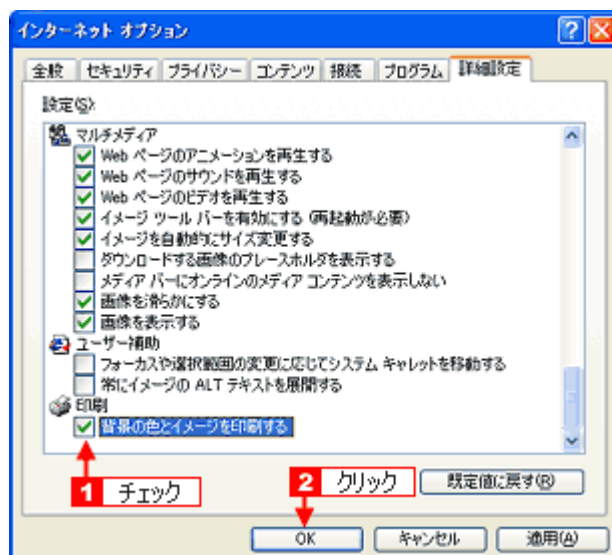 インターネット オプション
全般 セキュリティ プライバシー コンテンツ 接続 プログラム 詳細設定
設定(S)
マルチメディア
Web ページのアニメーションを再生する
Web ページのサウンドを再生する
Web ページのビデオを再生する
イメージ ツール バーを有効にする (再起動が必要)
イメージを自動的にサイズ変更する
ダウンロードする画像のプレースホルダを表示する
メディア バーにオンラインのメディア コンテンツを表示しない
画像を滑らかにする
画像を表示する
ユーザー補助
フォーカスや選択範囲の変更に応じてシステム キャレットを移動する
常にイメージの ALT テキストを展開する
印刷
背景の色とイメージを印刷する
1 チェック
2 クリック
既定値に戻す(R)
OK キャンセル 適用(A)